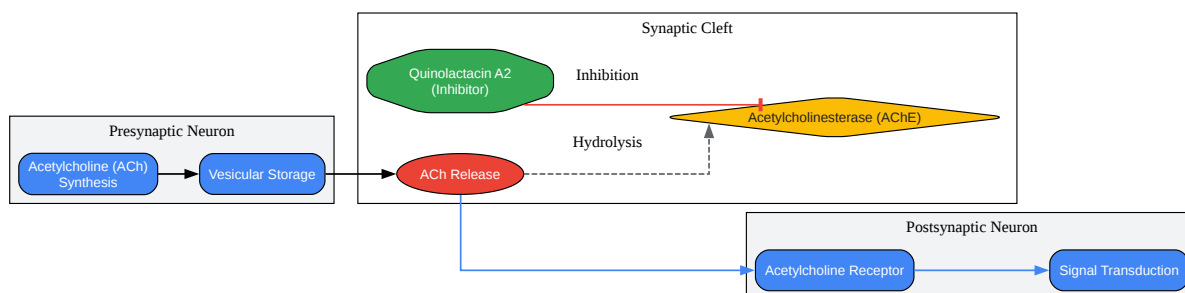 Synaptic Cleft
Quinolactacin A2
(Inhibitor)
Inhibition
Acetylcholinesterase (AChE)
Hydrolysis
Presynaptic Neuron
Acetylcholine (ACh)
Synthesis
Vesicular Storage
ACh Release
Postsynaptic Neuron
Acetylcholine Receptor
Signal Transduction